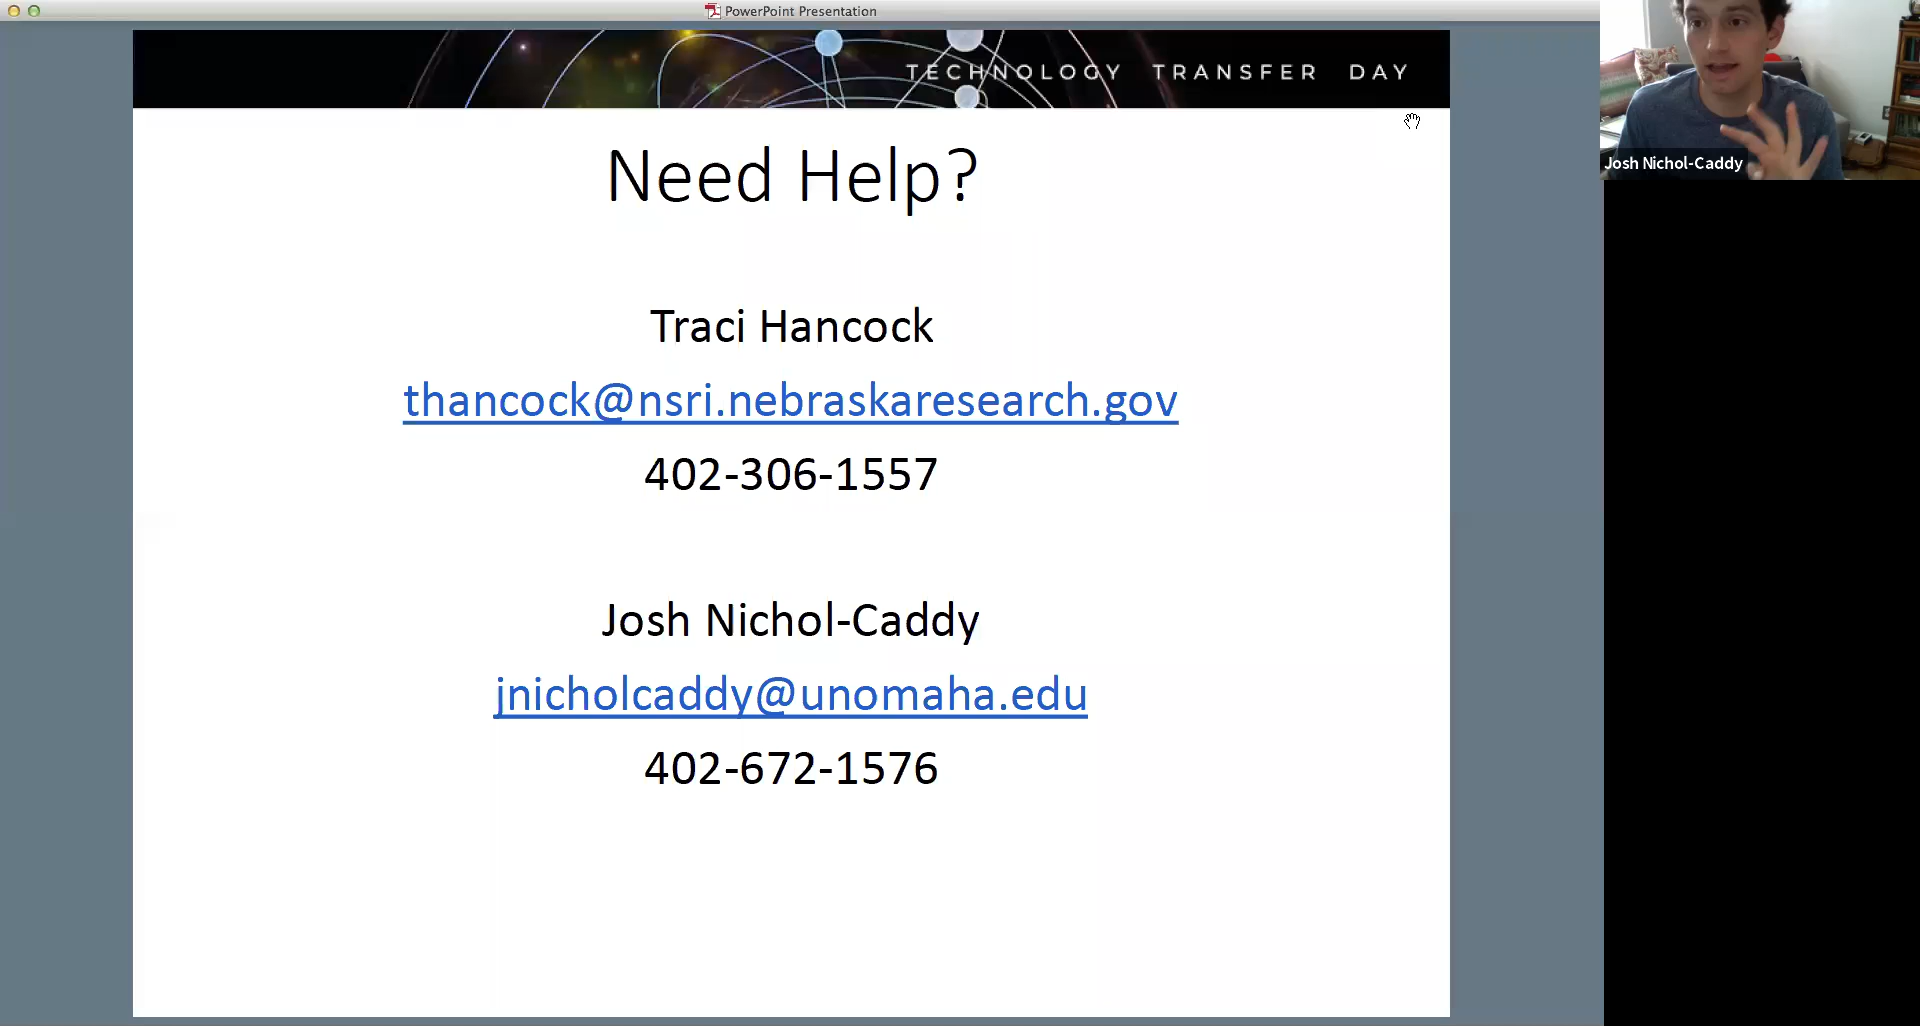 PowerPoint Presentation
TECHNOLOGY TRANSFER DAY
Need Help?
Traci Hancock
thancock@nsri.nebraskaresearch.gov
402-306-1557
Josh Nichol-Caddy
jnicholcaddy@unomaha.edu
402-672-1576
Josh Nichol-Caddy